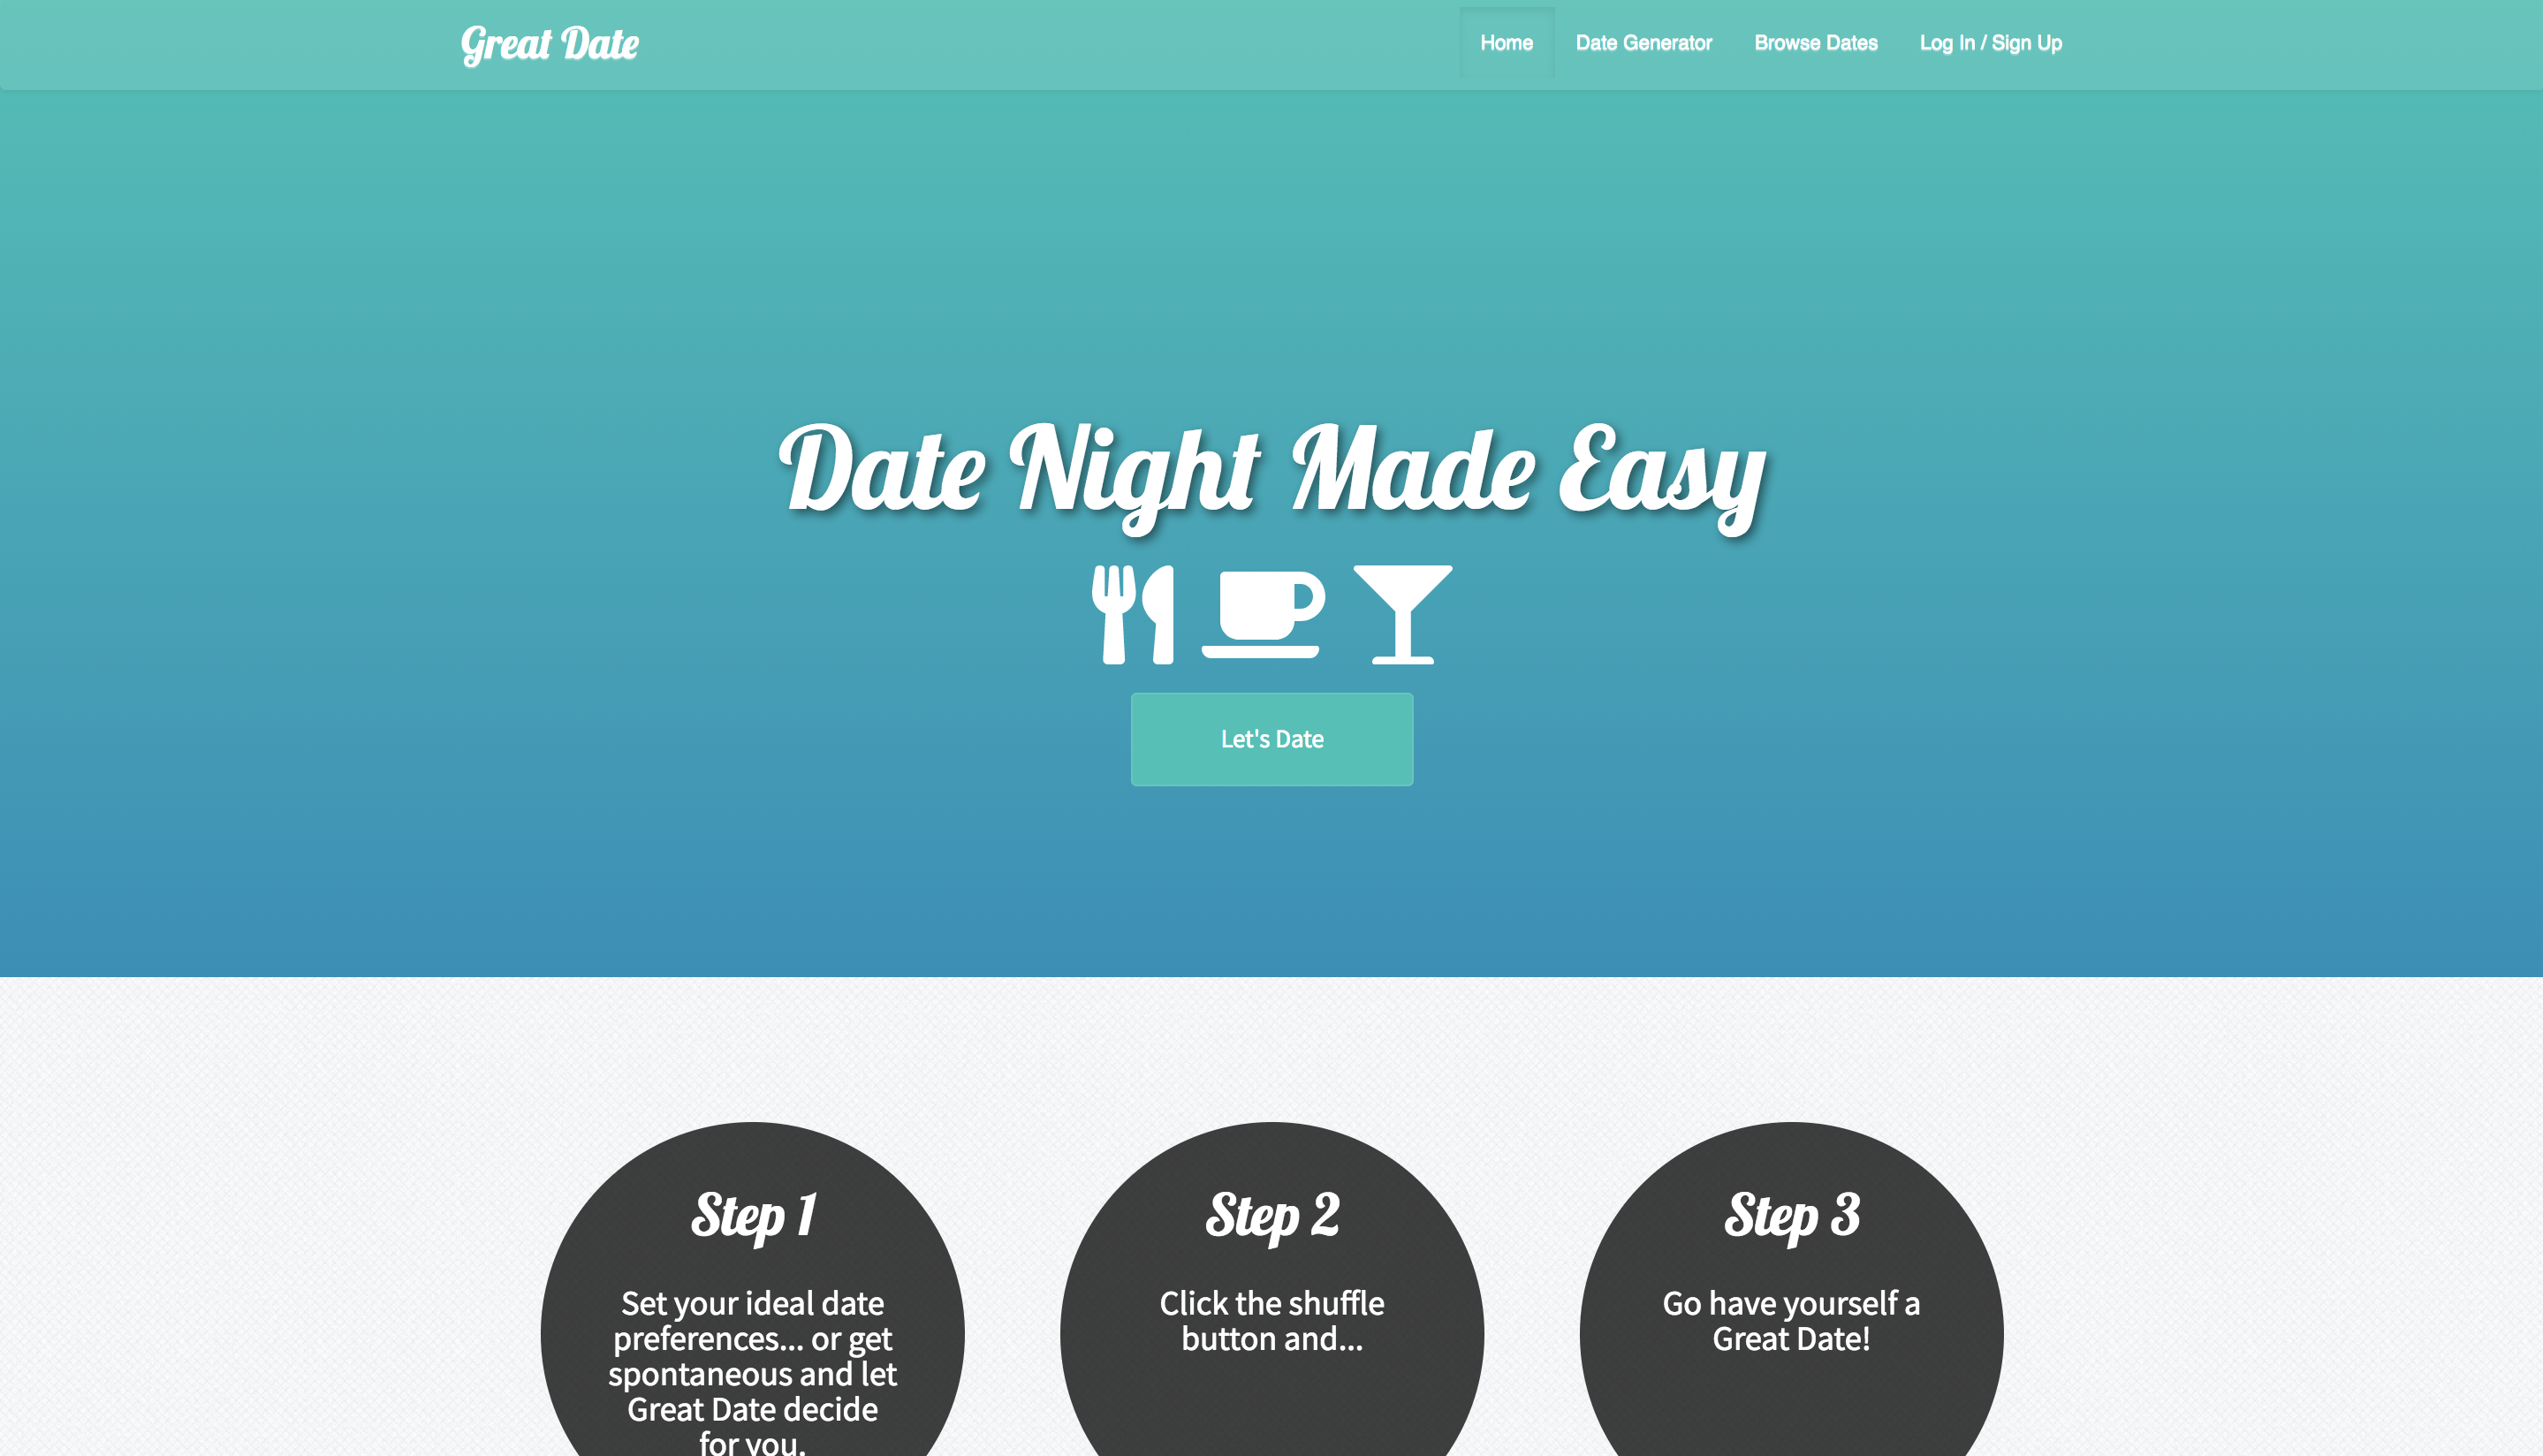 Great Date
Home
Date Generator
Browse Dates
Log In / Sign Up
Date Night Made Easy
Let's Date
Step 1
Set your ideal date
preferences... or get
spontaneous and let
Great Date decide
for you.
Step 2
Click the shuffle
button and...
Step 3
Go have yourself a
Great Date!